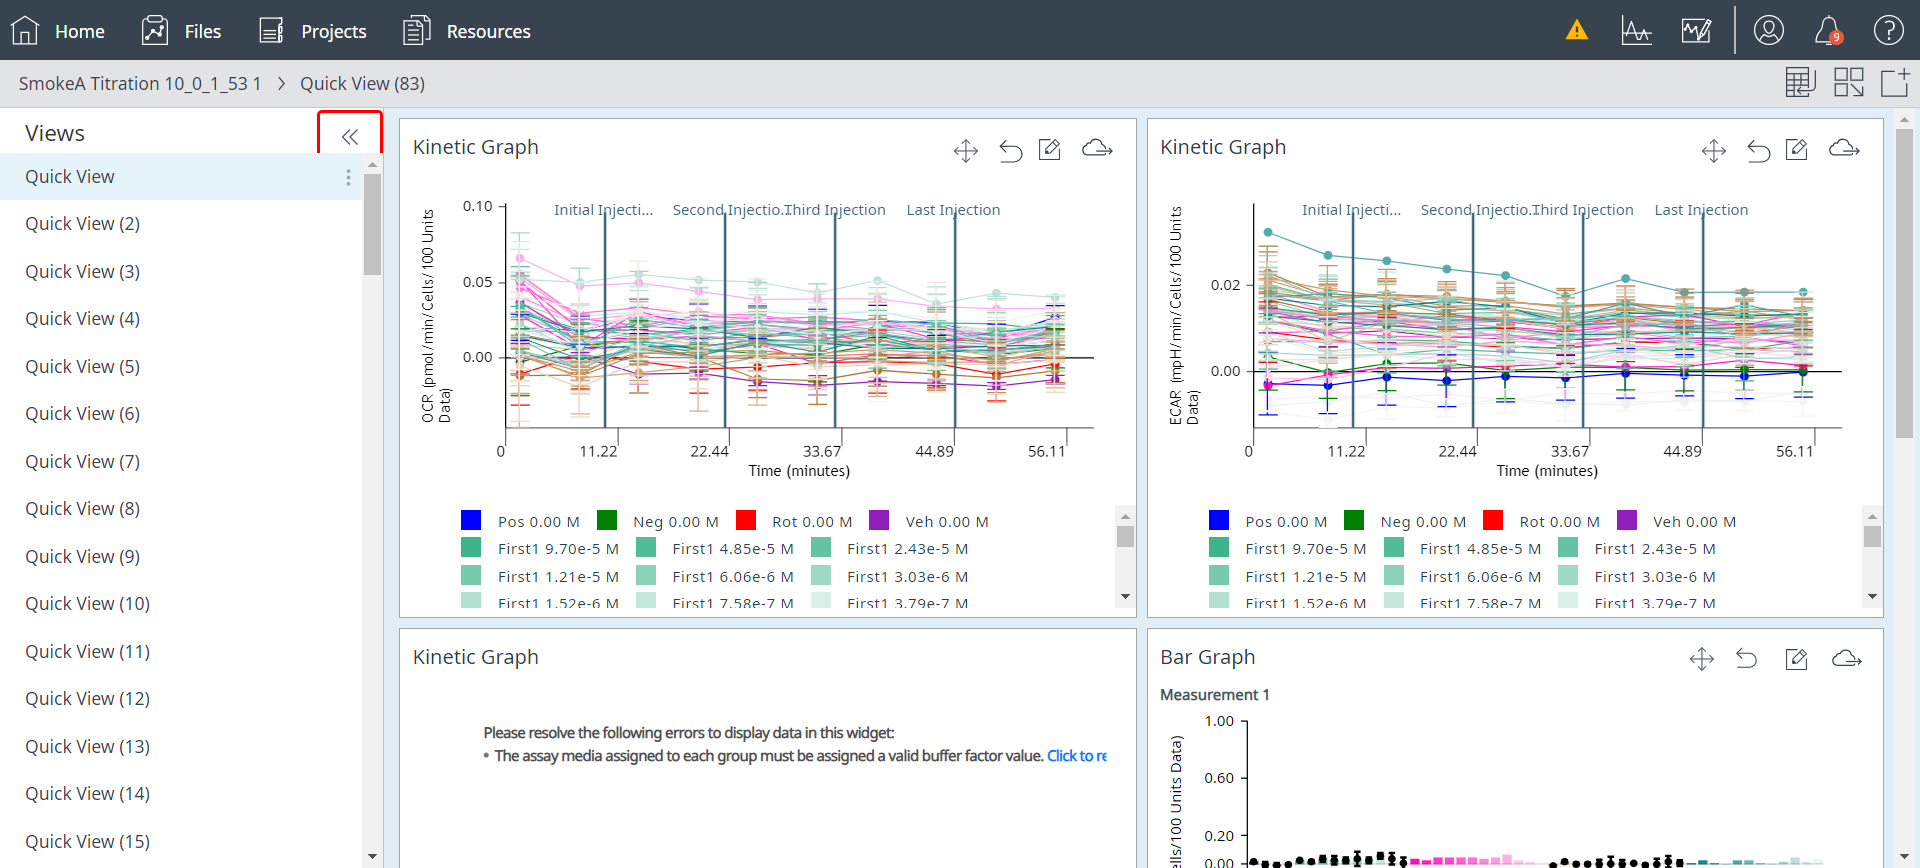 Home
Files
Projects
Resources
9
SmokeA Titration 10_0_1_53 1 > Quick View (83)
Views
Quick View
Quick View (2)
Quick View (3)
Quick View (4)
Quick View (5)
Quick View (6)
Quick View (7)
Quick View (8)
Quick View (9)
Quick View (10)
Quick View (11)
Quick View (12)
Quick View (13)
Quick View (14)
Quick View (15)
Kinetic Graph
Initial Injecti... Second Injectio... Third Injection Last Injection
0.10
0.05
0.00
OCR (pmol/min/Cells/100 Units Data)
0 11.22 22.44 33.67 44.89 56.11
Time (minutes)
Pos 0.00 M Neg 0.00 M Rot 0.00 M Veh 0.00 M
First1 9.70e-5 M First1 4.85e-5 M First1 2.43e-5 M
First1 1.21e-5 M First1 6.06e-6 M First1 3.03e-6 M
First1 1.52e-6 M First1 7.58e-7 M First1 3.79e-7 M
Kinetic Graph
Initial Injecti... Second Injectio... Third Injection Last Injection
0.02
0.00
ECAR (mpH/min/Cells/100 Units Data)
0 11.22 22.44 33.67 44.89 56.11
Time (minutes)
Pos 0.00 M Neg 0.00 M Rot 0.00 M Veh 0.00 M
First1 9.70e-5 M First1 4.85e-5 M First1 2.43e-5 M
First1 1.21e-5 M First1 6.06e-6 M First1 3.03e-6 M
First1 1.52e-6 M First1 7.58e-7 M First1 3.79e-7 M
Kinetic Graph
Please resolve the following errors to display data in this widget:
• The assay media assigned to each group must be assigned a valid buffer factor value. Click to re
Bar Graph
Measurement 1
1.00
0.60
0.20
0.00
ells/100 Units Data)